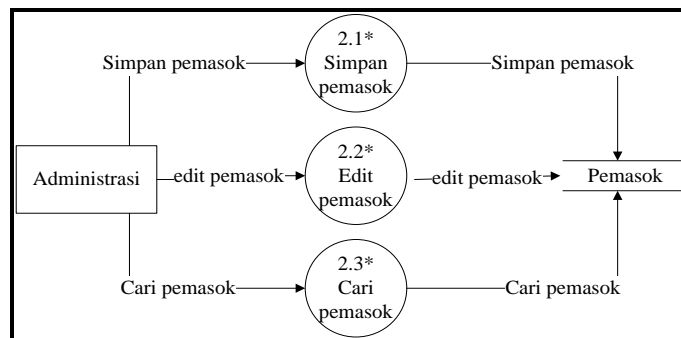 2.1*
Simpan
pemasok
Simpan pemasok
Simpan pemasok
Administrasi
edit pemasok
2.2*
Edit
pemasok
edit pemasok
Pemasok
2.3*
Cari
pemasok
Cari pemasok
Cari pemasok